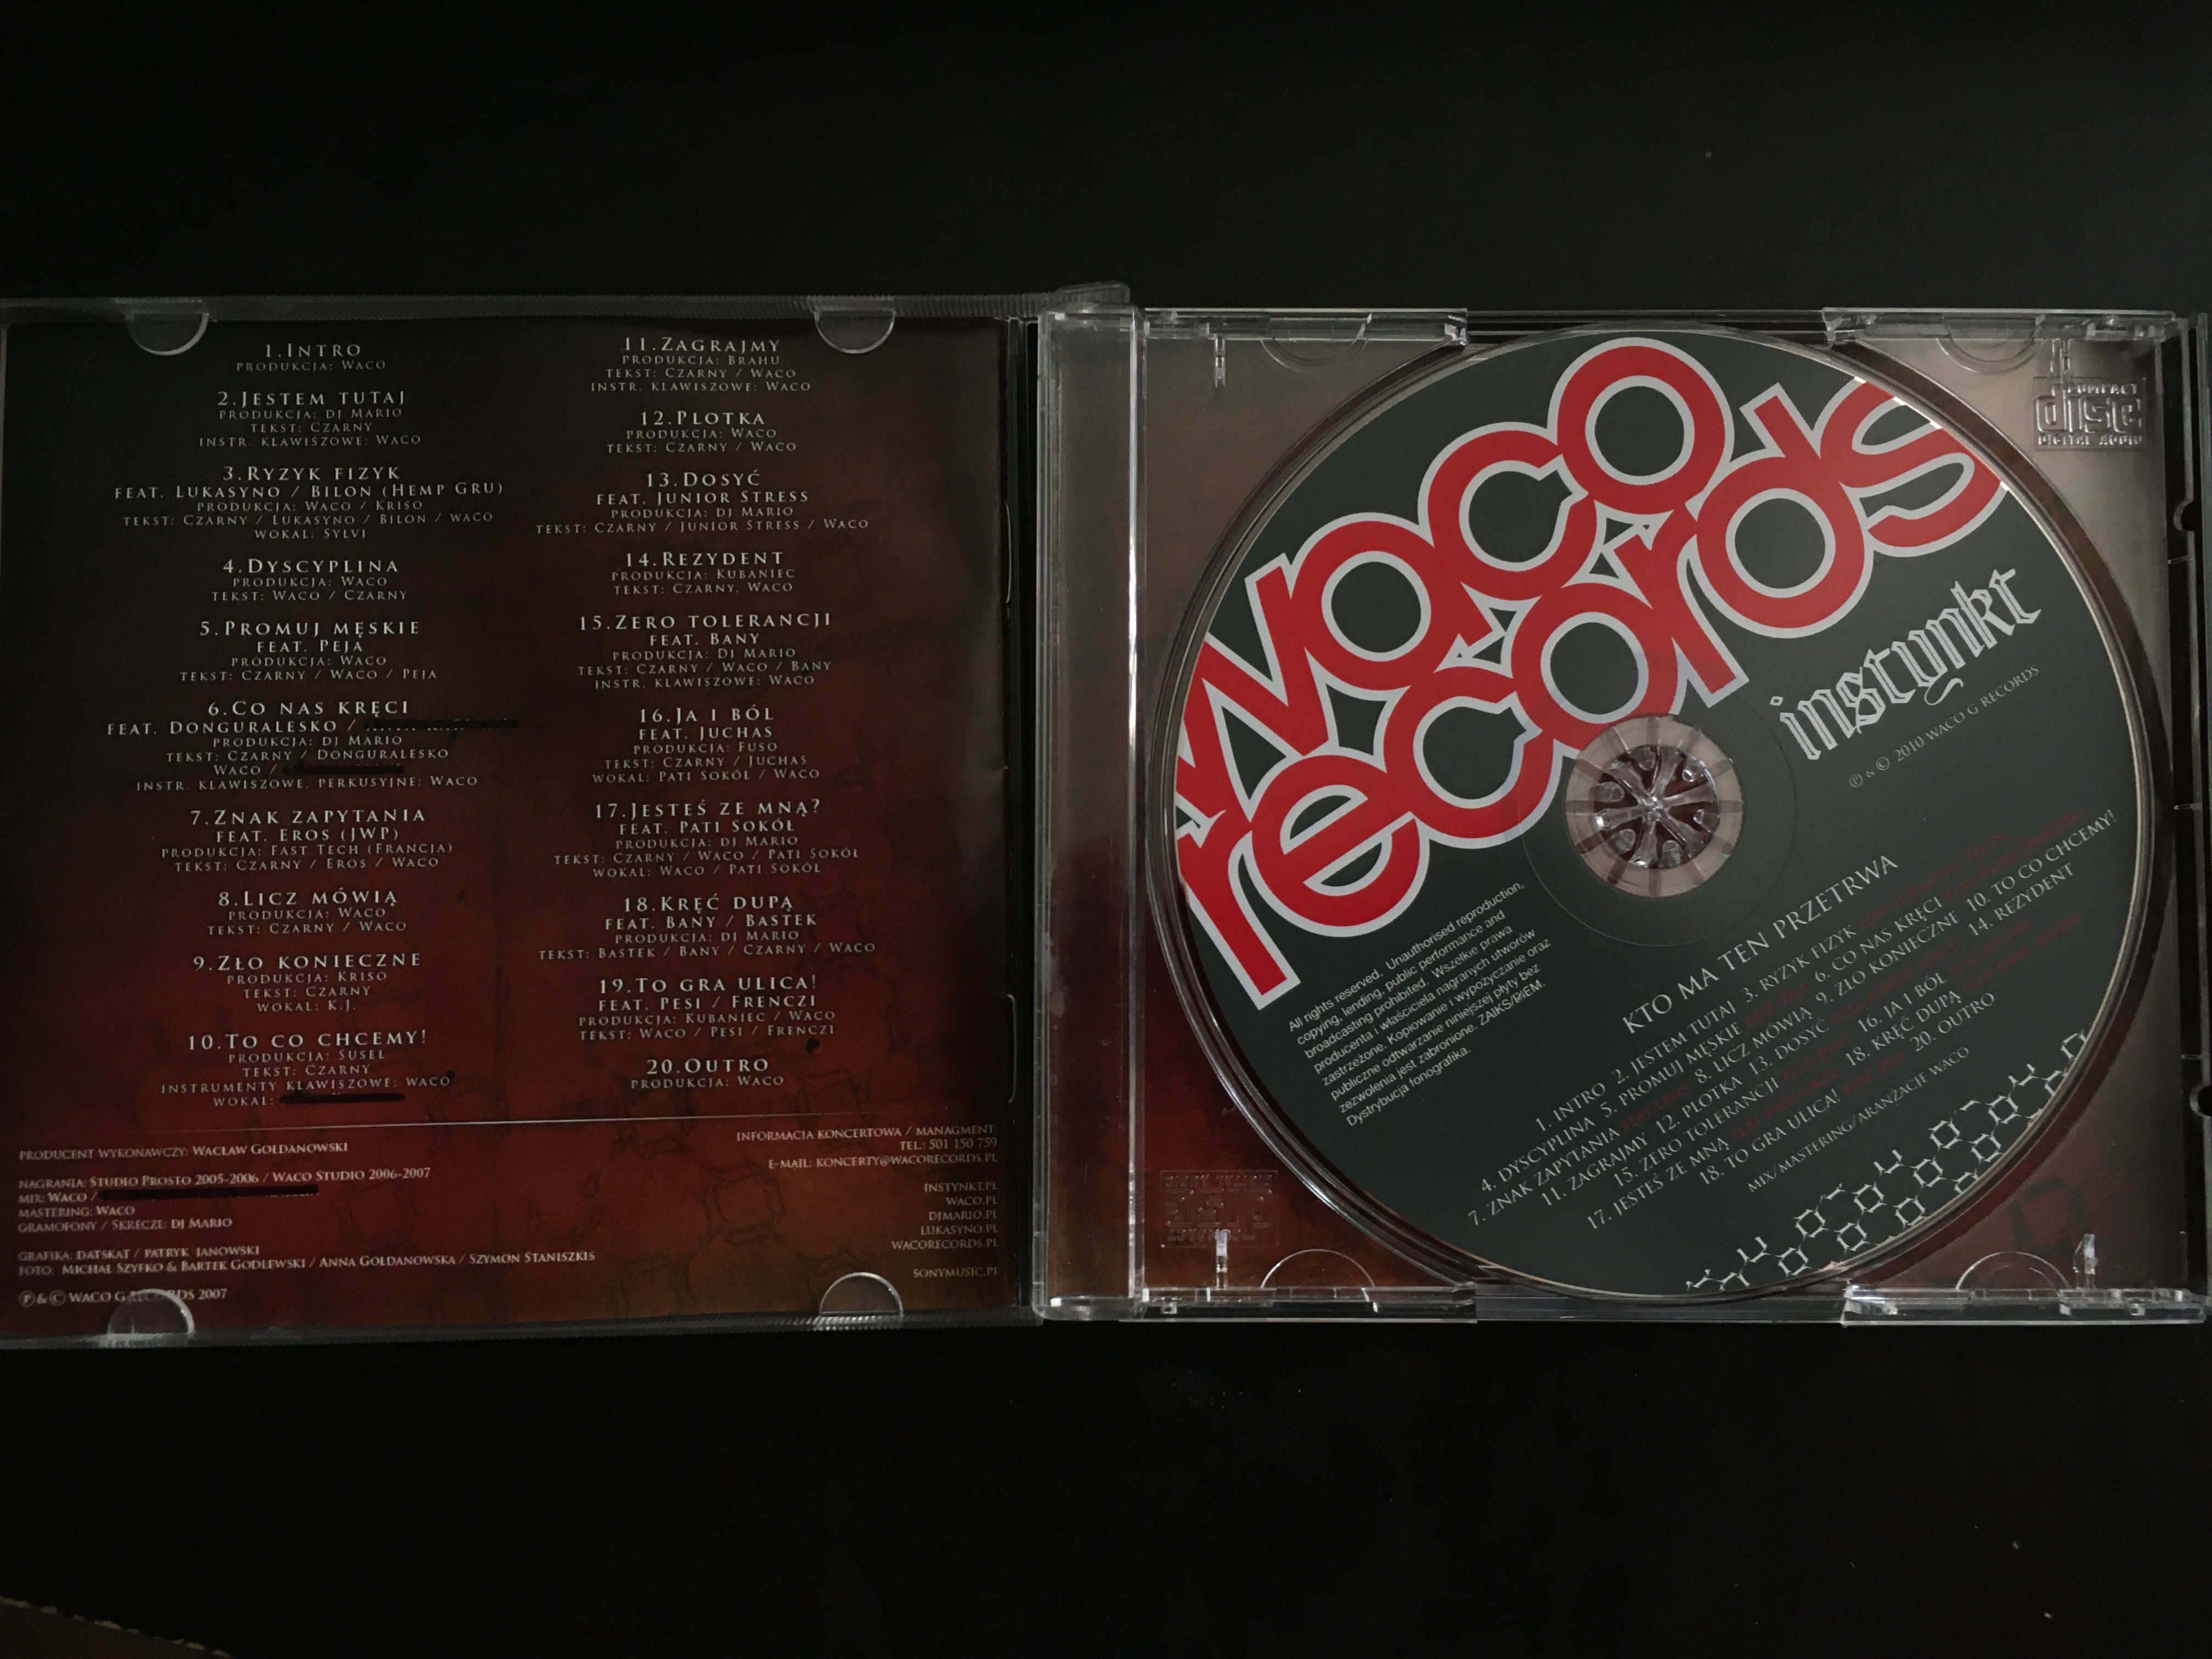 1.Intro
Produkcja: Waco
2.Jestem tutaj
Produkcja: DJ Mario
Tekst: Czarny
Instr. klawiszowe: Waco
3.Ryzyk fizyk
feat. Lukasyno / Bilon (Hemp Gru)
Produkcja: Waco / Kriso
Tekst: Czarny / Lukasyno / Bilon / waco
Wokal: Sylvi
4.Dyscyplina
Produkcja: Waco
Tekst: Waco / Czarny
5.Promuj męskie
feat. Peja
Produkcja: Waco
Tekst: Czarny / Waco / Peja
6.Co nas kręci
feat. Donguralesko /
Produkcja: DJ Mario
Tekst: Czarny / Donguralesko
Waco /
Instr. klawiszowe, perkusyjne: Waco
7.Znak zapytania
feat. Eros (JWP)
Produkcja: Fast Tech (Francja)
Tekst: Czarny / Eros / Waco
8.Licz mówią
Produkcja: Waco
Tekst: Czarny / Waco
9.Zło konieczne
Produkcja: Kriso
Tekst: Czarny
Wokal: K.J.
10.To co chcemy!
Produkcja: Suseł
Tekst: Czarny
Instrumenty klawiszowe: Waco
Wokal:
11.Zagrajmy
Produkcja: Brahu
Tekst: Czarny / Waco
Instr. klawiszowe: Waco
12.Plotka
Produkcja: Waco
Tekst: Czarny / Waco
13.Dosyć
feat. Junior Stress
Produkcja: DJ Mario
Tekst: Czarny / Junior Stress / Waco
14.Rezydent
Produkcja: Kubaniec
Tekst: Czarny, Waco
15.Zero tolerancji
feat. Bany
Produkcja: DJ Mario
Tekst: Czarny / Waco / Bany
Instr. klawiszowe: Waco
16.Ja i ból
feat. Juchas
Produkcja: Fuso
Tekst: Czarny / Juchas
Wokal: Pati Sokół / Waco
17.Jesteś ze mną?
feat. Pati Sokół
Produkcja: DJ Mario
Tekst: Czarny / Waco / Pati Sokół
Wokal: Waco / Pati Sokół
18.Kręć dupą
feat. Bany / Bastek
Produkcja: DJ Mario
Tekst: Bastek / Bany / Czarny / Waco
19.To gra ulica!
feat. Pesi / Frenczi
Produkcja: Kubaniec / Waco
Tekst: Waco / Pesi / Frenczi
20.Outro
Produkcja: Waco
Producent wykonawczy: Wacław Gołdanowski
Nagrania: Studio Prosto 2005-2006 / Waco Studio 2006-2007
Mix: Waco /
Mastering: Waco
Gramofony / Skrecze: DJ Mario
Grafika: Datskat / Patryk Janowski
Foto: Michał Szyfko & Bartek Godlewski / Anna Gołdanowska / Szymon Staniszkis
Ⓟ & © Waco G Records 2007
Informacja koncertowa / Managment:
Tel: 501 150 759
e-mail: koncerty@wacorecords.pl
instynkt.pl
waco.pl
djmario.pl
lukasyno.pl
wacorecords.pl
sonymusic.pl
waco
records
instynkt
Ⓟ & © 2010 WACO G RECORDS
COMPACT
disc
DIGITAL AUDIO
All rights reserved. Unauthorised reproduction,
copying, lending, public performance and
broadcasting prohibited. Wszelkie prawa
producenta i właściciela nagranych utworów
zastrzeżone. Kopiowanie i wypożyczanie oraz
publiczne odtwarzanie niniejszej płyty bez
zezwolenia jest zabronione. ZAIKS/BIEM.
Dystrybucja fonografika.
KTO MA TEN PRZETRWA
1. INTRO 2. JESTEM TUTAJ 3. RYZYK FIZYK
4. DYSCYPLINA 5. PROMUJ MĘSKIE 6. CO NAS KRĘCI
7. ZNAK ZAPYTANIA 8. LICZ MÓWIĄ 9. ZŁO KONIECZNE 10. TO CO CHCEMY!
11. ZAGRAJMY 12. PLOTKA 13. DOSYĆ 14. REZYDENT
15. ZERO TOLERANCJI 16. JA I BÓL
17. JESTEŚ ZE MNĄ 18. KRĘĆ DUPĄ
18. TO GRA ULICA! 20. OUTRO
MIX/MASTERING/ARANŻACJE WACO